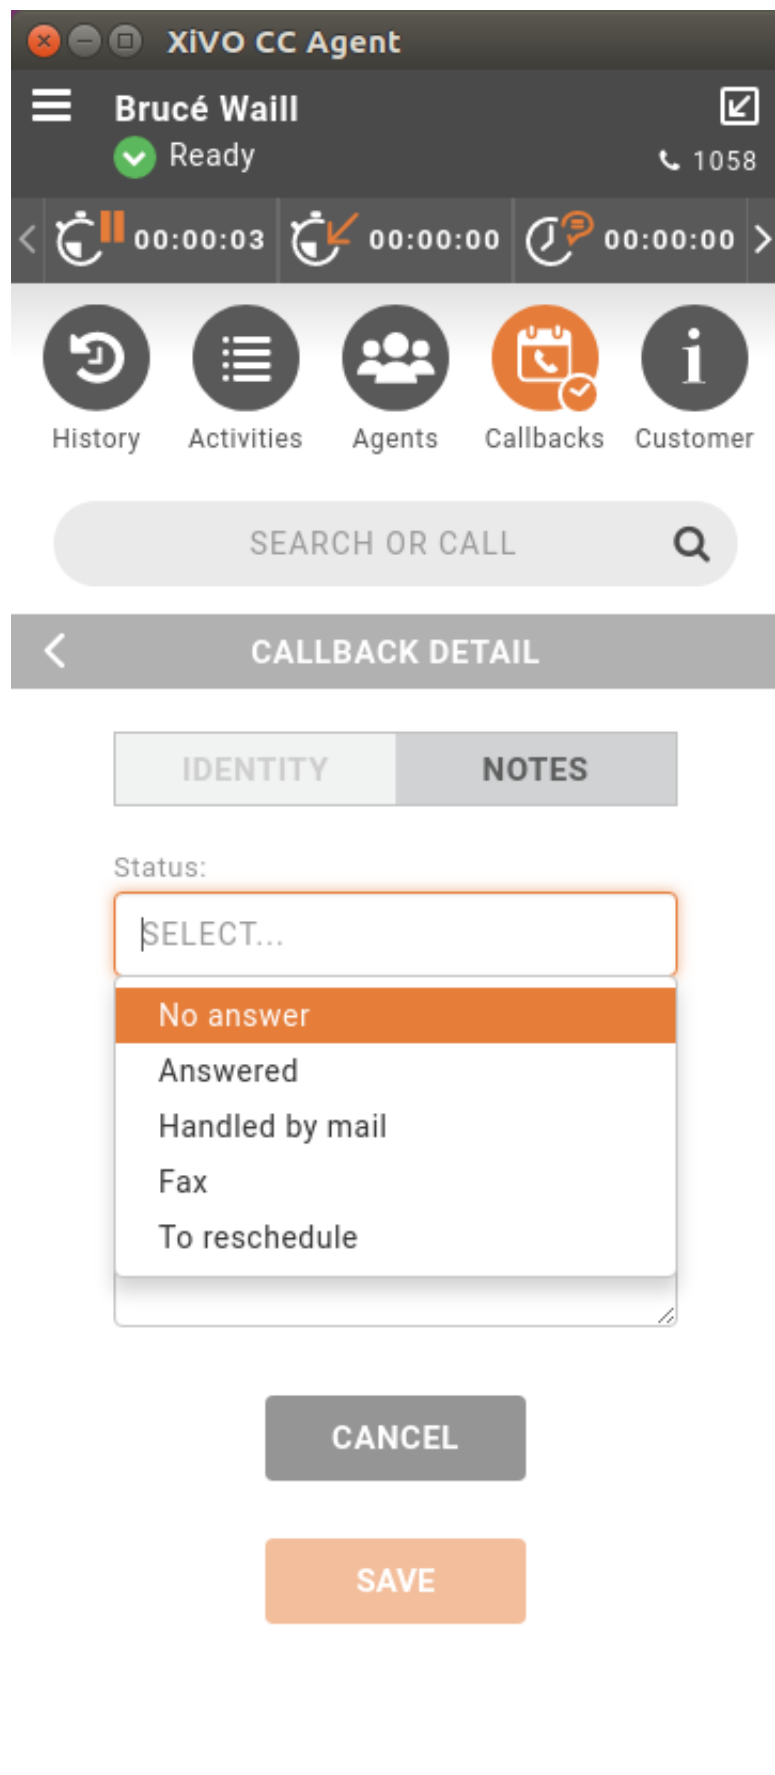 XiVO CC Agent
Brucé Waill
Ready
1058
00:00:03 00:00:00 00:00:00
History Activities Agents Callbacks Customer
SEARCH OR CALL
CALLBACK DETAIL
IDENTITY NOTES
Status:
SELECT...
No answer
Answered
Handled by mail
Fax
To reschedule
CANCEL
SAVE